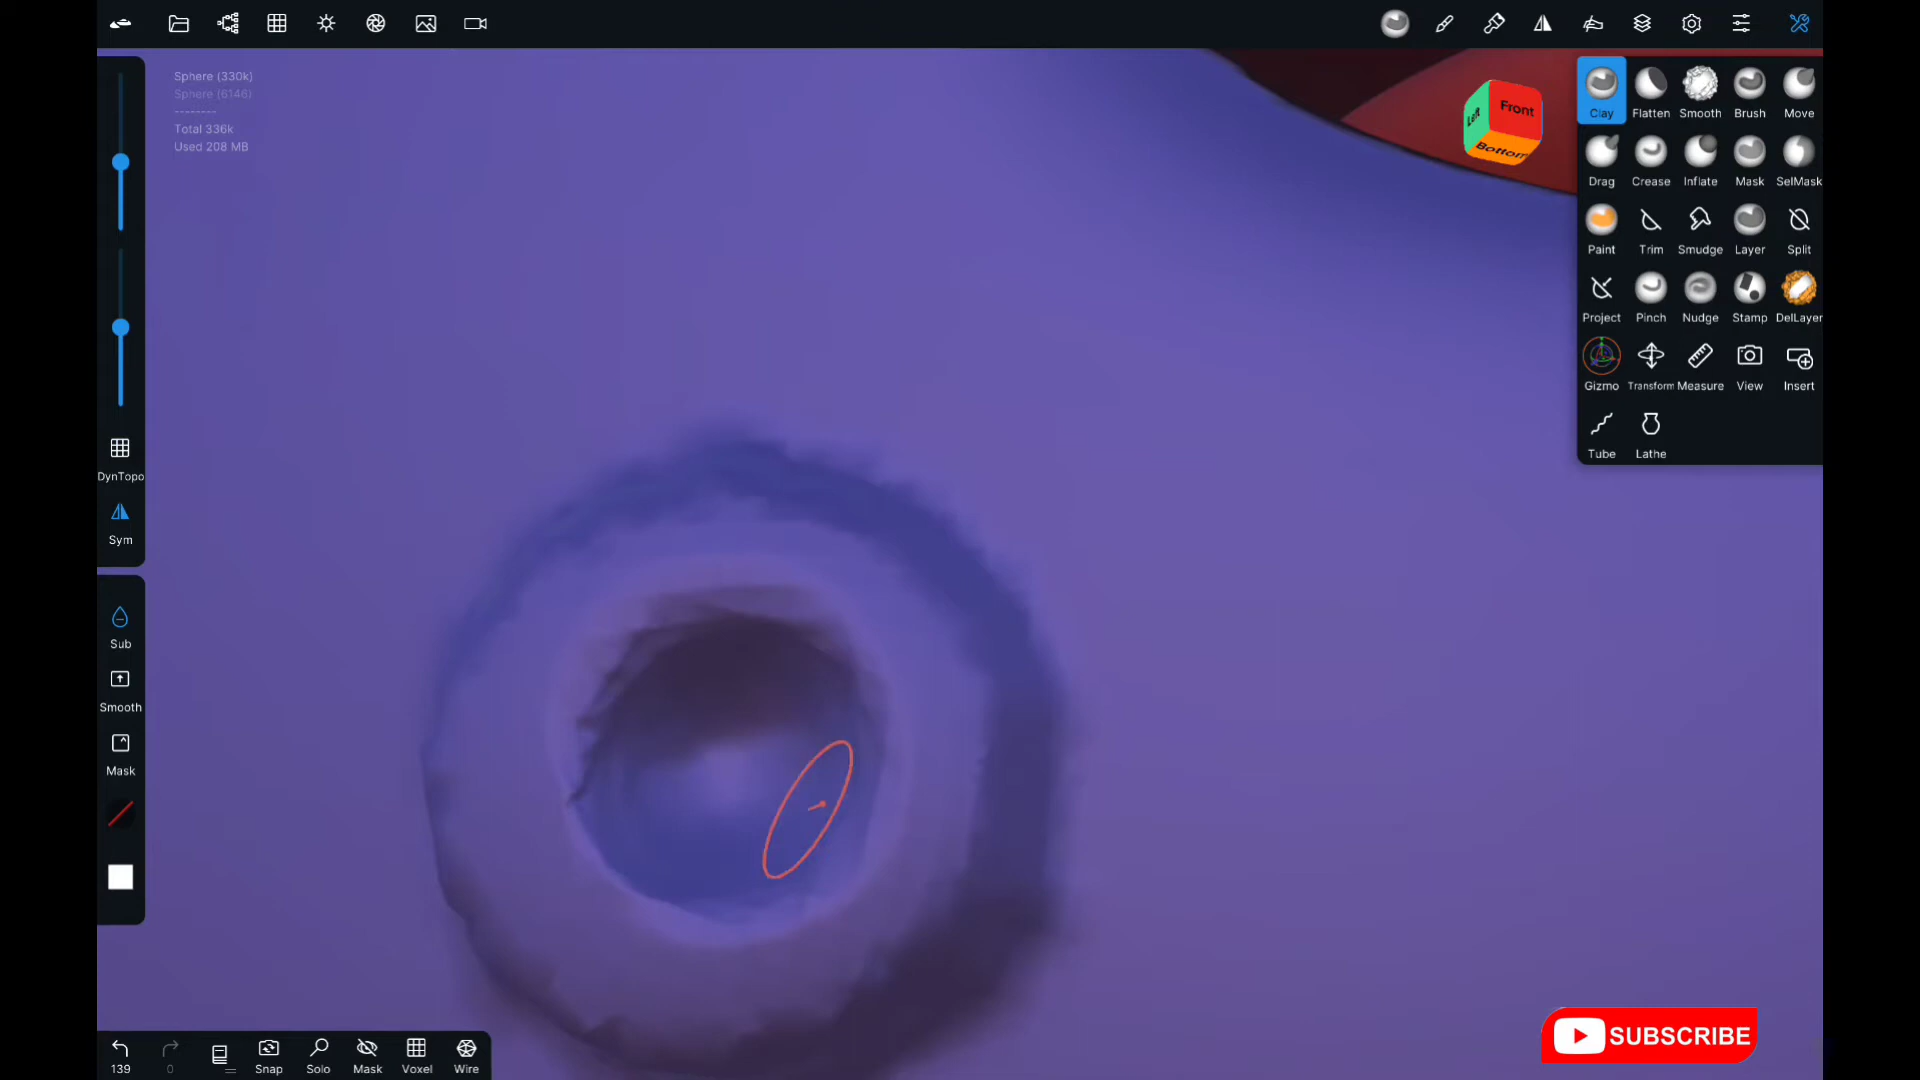 Sphere (330k)
Sphere (6146)
--------
Total 336k
Used 208 MB
Left
Front
Bottom
Clay
Flatten
Smooth
Brush
Move
Drag
Crease
Inflate
Mask
SelMask
Paint
Trim
Smudge
Layer
Split
Project
Pinch
Nudge
Stamp
DelLayer
Gizmo
Transform
Measure
View
Insert
Tube
Lathe
DynTopo
Sym
Sub
Smooth
Mask
139
0
Snap
Solo
Mask
Voxel
Wire
SUBSCRIBE